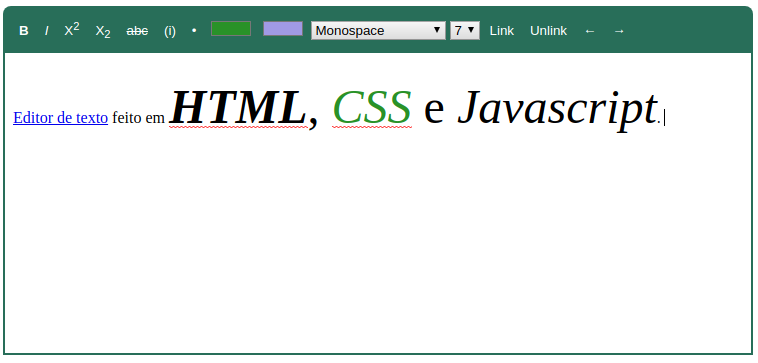 B I X2 X2 abc (i) • Monospace 7 Link Unlink ← →
Editor de texto feito em HTML, CSS e Javascript.